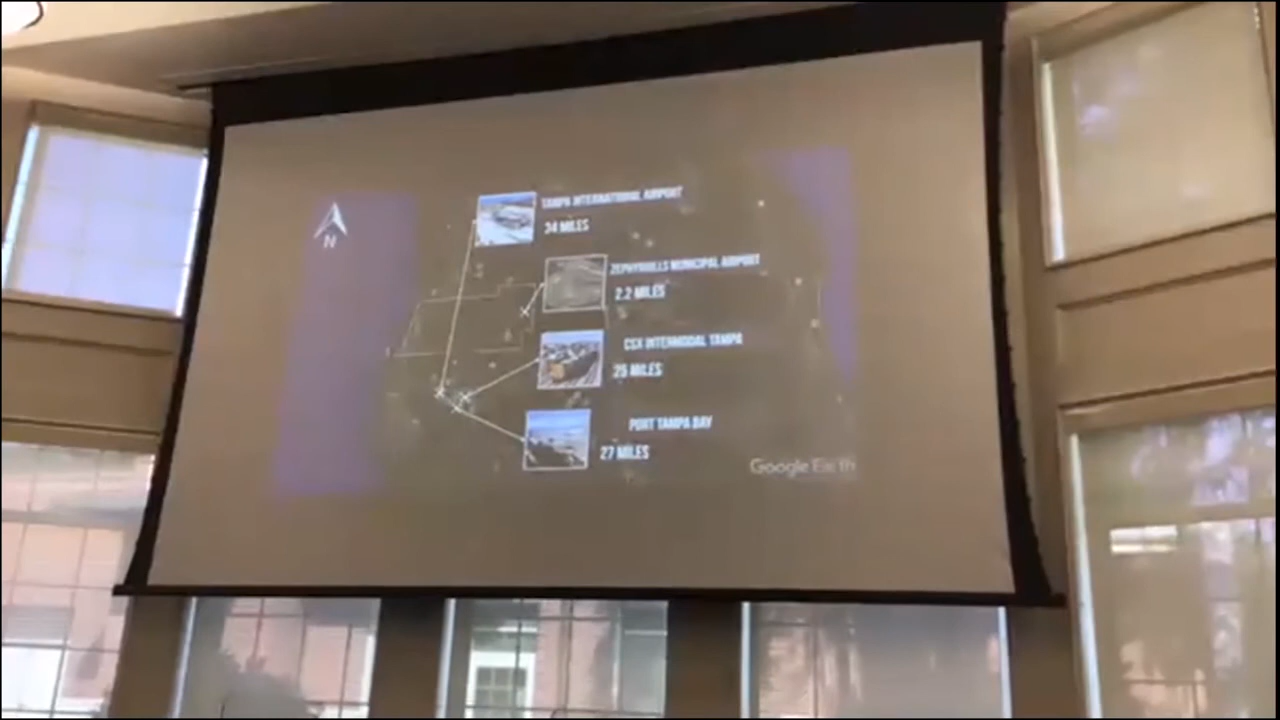 N
TAMPA INTERNATIONAL AIRPORT
34 MILES
ZEPHYRHILLS MUNICIPAL AIRPORT
2.2 MILES
CSX INTERMODAL TAMPA
25 MILES
PORT TAMPA BAY
27 MILES
Google Earth